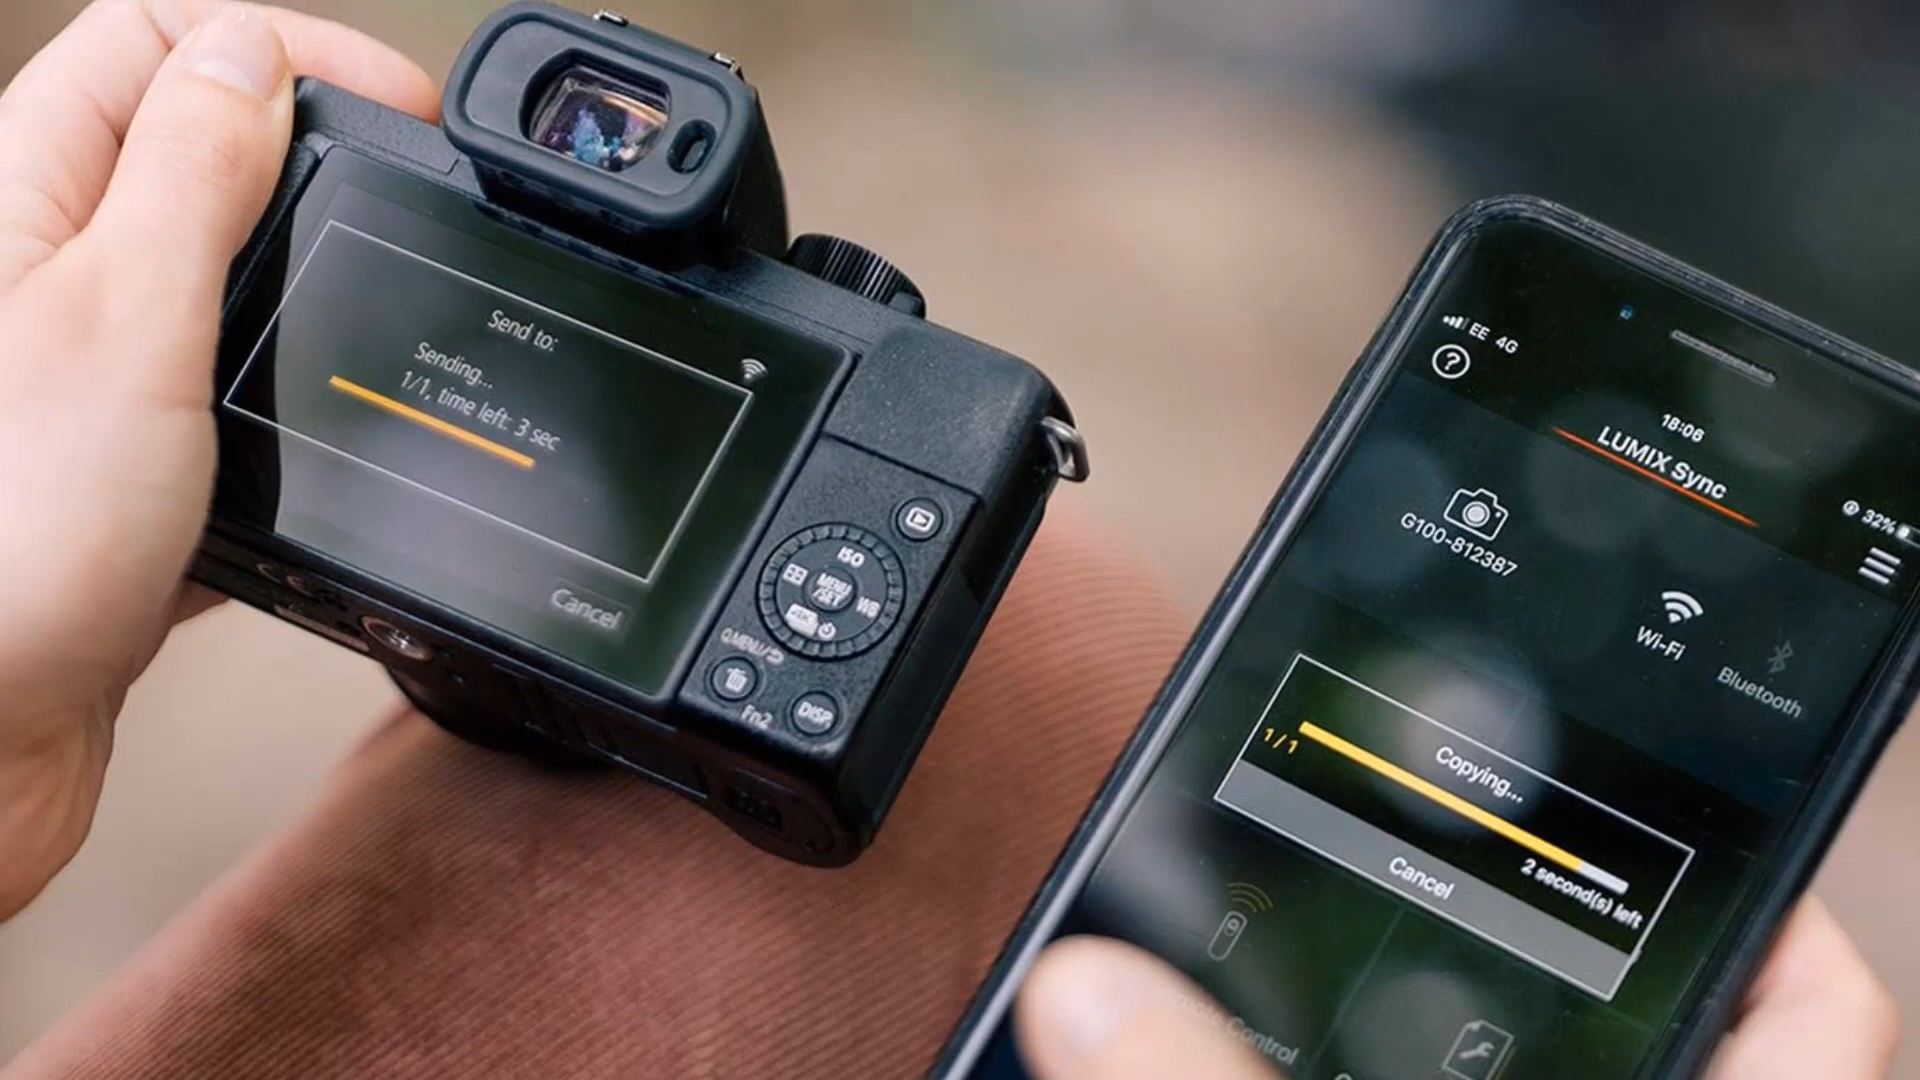 Send to:
Sending...
1/1, time left: 3 sec
Cancel
ISO
MENU
/SET
WB
Q.MENU/
Fn2
DISP.
EE 4G
18:06
32%
LUMIX Sync
G100-812387
Wi-Fi
Bluetooth
Copying...
1/1
2 second(s) left
Cancel
Control